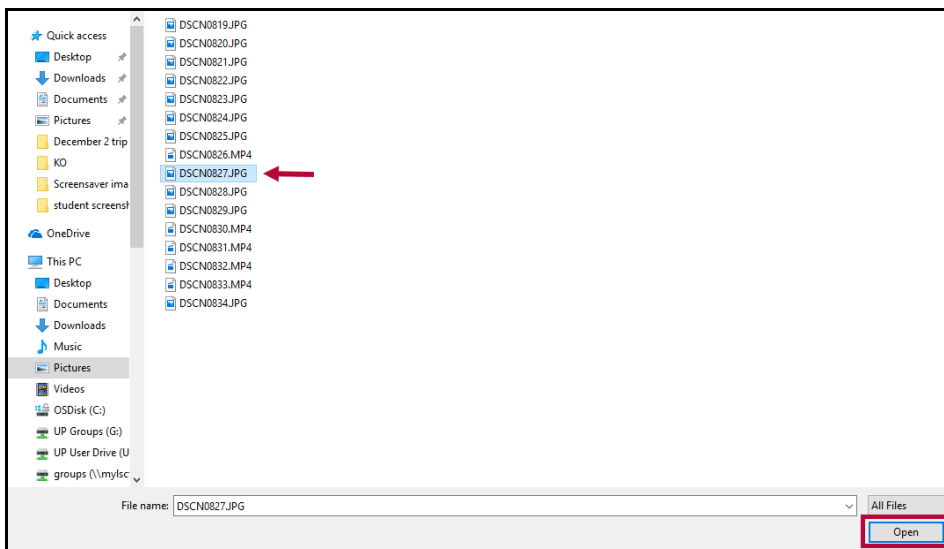 Quick access
Desktop
Downloads
Documents
Pictures
December 2 trip
KO
Screensaver ima
student screensh
OneDrive
This PC
Desktop
Documents
Downloads
Music
Pictures
Videos
OSDisk (C:)
UP Groups (G:)
UP User Drive (U
groups (\\mylsc
DSCN0819.JPG
DSCN0820.JPG
DSCN0821.JPG
DSCN0822.JPG
DSCN0823.JPG
DSCN0824.JPG
DSCN0825.JPG
DSCN0826.MP4
DSCN0827.JPG
DSCN0828.JPG
DSCN0829.JPG
DSCN0830.MP4
DSCN0831.MP4
DSCN0832.MP4
DSCN0833.MP4
DSCN0834.JPG
File name: DSCN0827.JPG
All Files
Open